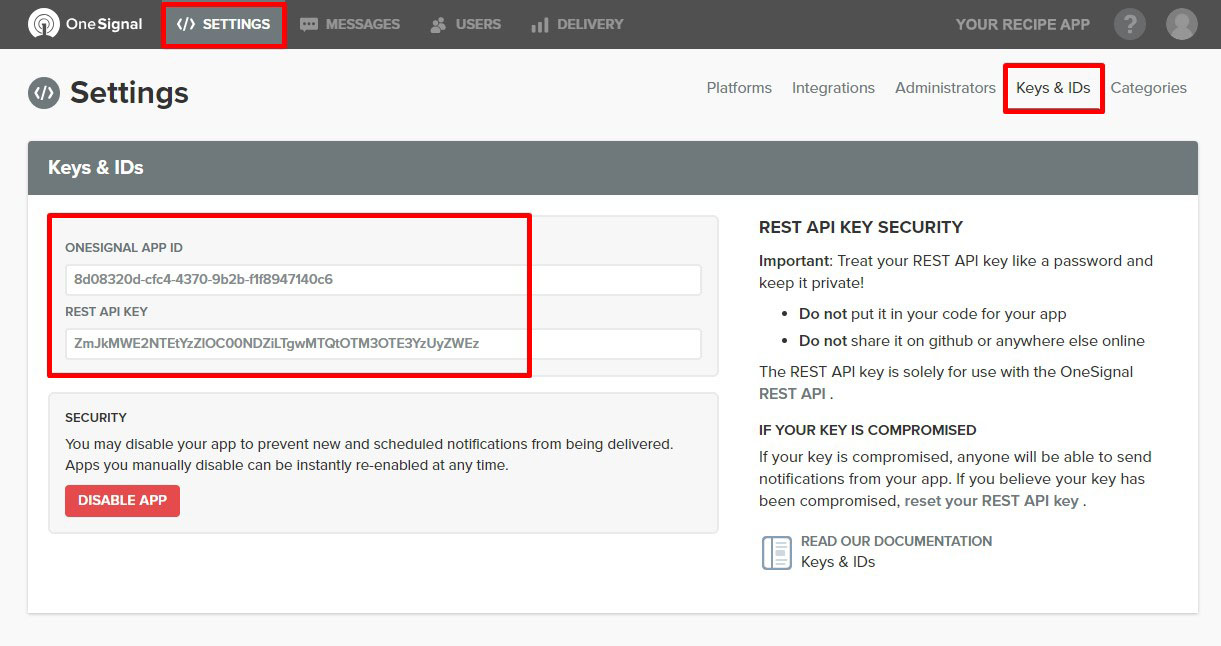 OneSignal
SETTINGS
MESSAGES
USERS
DELIVERY
YOUR RECIPE APP
?
Settings
Platforms
Integrations
Administrators
Keys & IDs
Categories
Keys & IDs
ONESIGNAL APP ID
8d08320d-cfc4-4370-9b2b-f1f8947140c6
REST API KEY
ZmJkMWE2NTEtYzZlOC00NDZiLTgwMTQtOTM3OTE3YzUyZWEz
SECURITY
You may disable your app to prevent new and scheduled notifications from being delivered.
Apps you manually disable can be instantly re-enabled at any time.
DISABLE APP
REST API KEY SECURITY
Important: Treat your REST API key like a password and
keep it private!
• Do not put it in your code for your app
• Do not share it on github or anywhere else online
The REST API key is solely for use with the OneSignal
REST API .
IF YOUR KEY IS COMPROMISED
If your key is compromised, anyone will be able to send
notifications from your app. If you believe your key has
been compromised, reset your REST API key .
READ OUR DOCUMENTATION
Keys & IDs